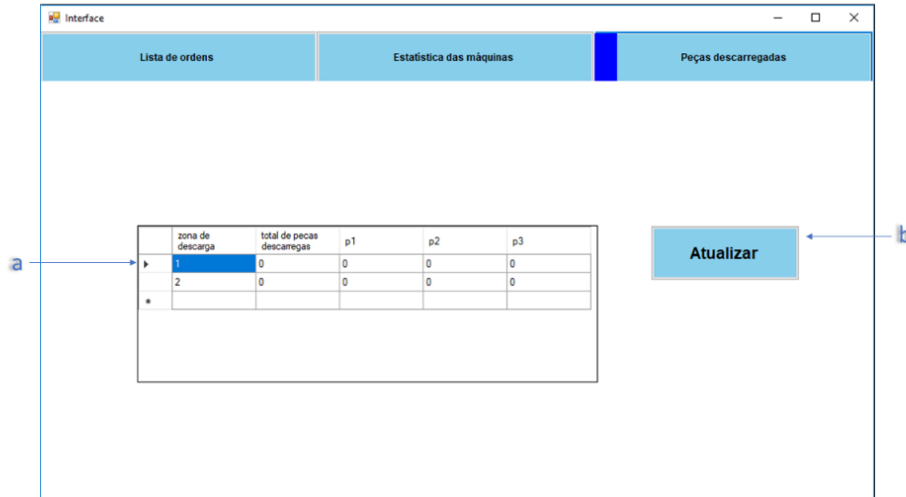 Interface
Lista de ordens Estatística das máquinas Peças descarregadas
zona de descarga total de pecas descarregas p1 p2 p3
1 0 0 0 0
2 0 0 0 0
Atualizar
a
b